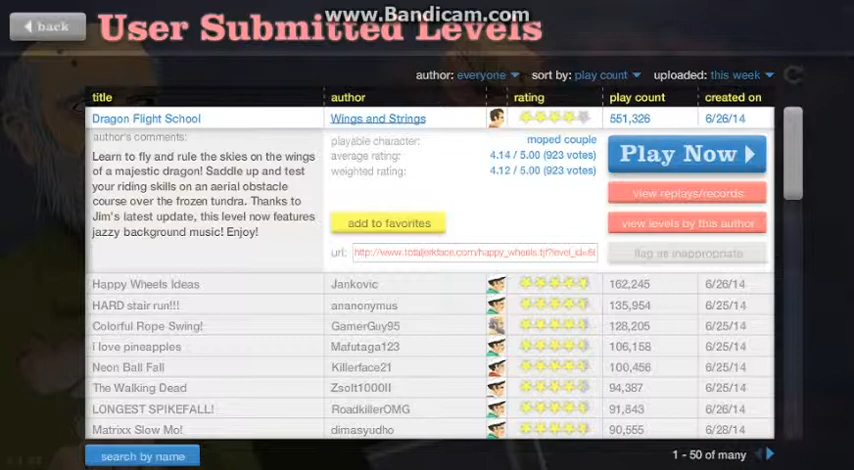 www.Bandicam.com
back
User Submitted Levels
author: everyone sort by: play count uploaded: this week
title author rating play count created on
Dragon Flight School Wings and Strings 551,326 6/26/14
author's comments:
Learn to fly and rule the skies on the wings
of a majestic dragon! Saddle up and test
your riding skills on an aerial obstacle
course over the frozen tundra. Thanks to
Jim's latest update, this level now features
jazzy background music! Enjoy!
playable character: moped couple
average rating: 4.14 / 5.00 (923 votes)
weighted rating: 4.12 / 5.00 (923 votes)
add to favorites
url: http://www.totaljerkface.com/happy_wheels.tjf?level_id=
Play Now
view replays/records
view levels by this author
flag as inappropriate
Happy Wheels Ideas Jankovic 162,245 6/26/14
HARD stair run!!! ananonymus 135,954 6/25/14
Colorful Rope Swing! GamerGuy95 128,205 6/25/14
i love pineapples Mafutaga123 106,158 6/25/14
Neon Ball Fall Killerface21 100,456 6/25/14
The Walking Dead Zsolt1000II 94,387 6/25/14
LONGEST SPIKEFALL! RoadkillerOMG 91,843 6/26/14
Matrixx Slow Mo! dimasyudho 90,555 6/28/14
search by name
1 - 50 of many